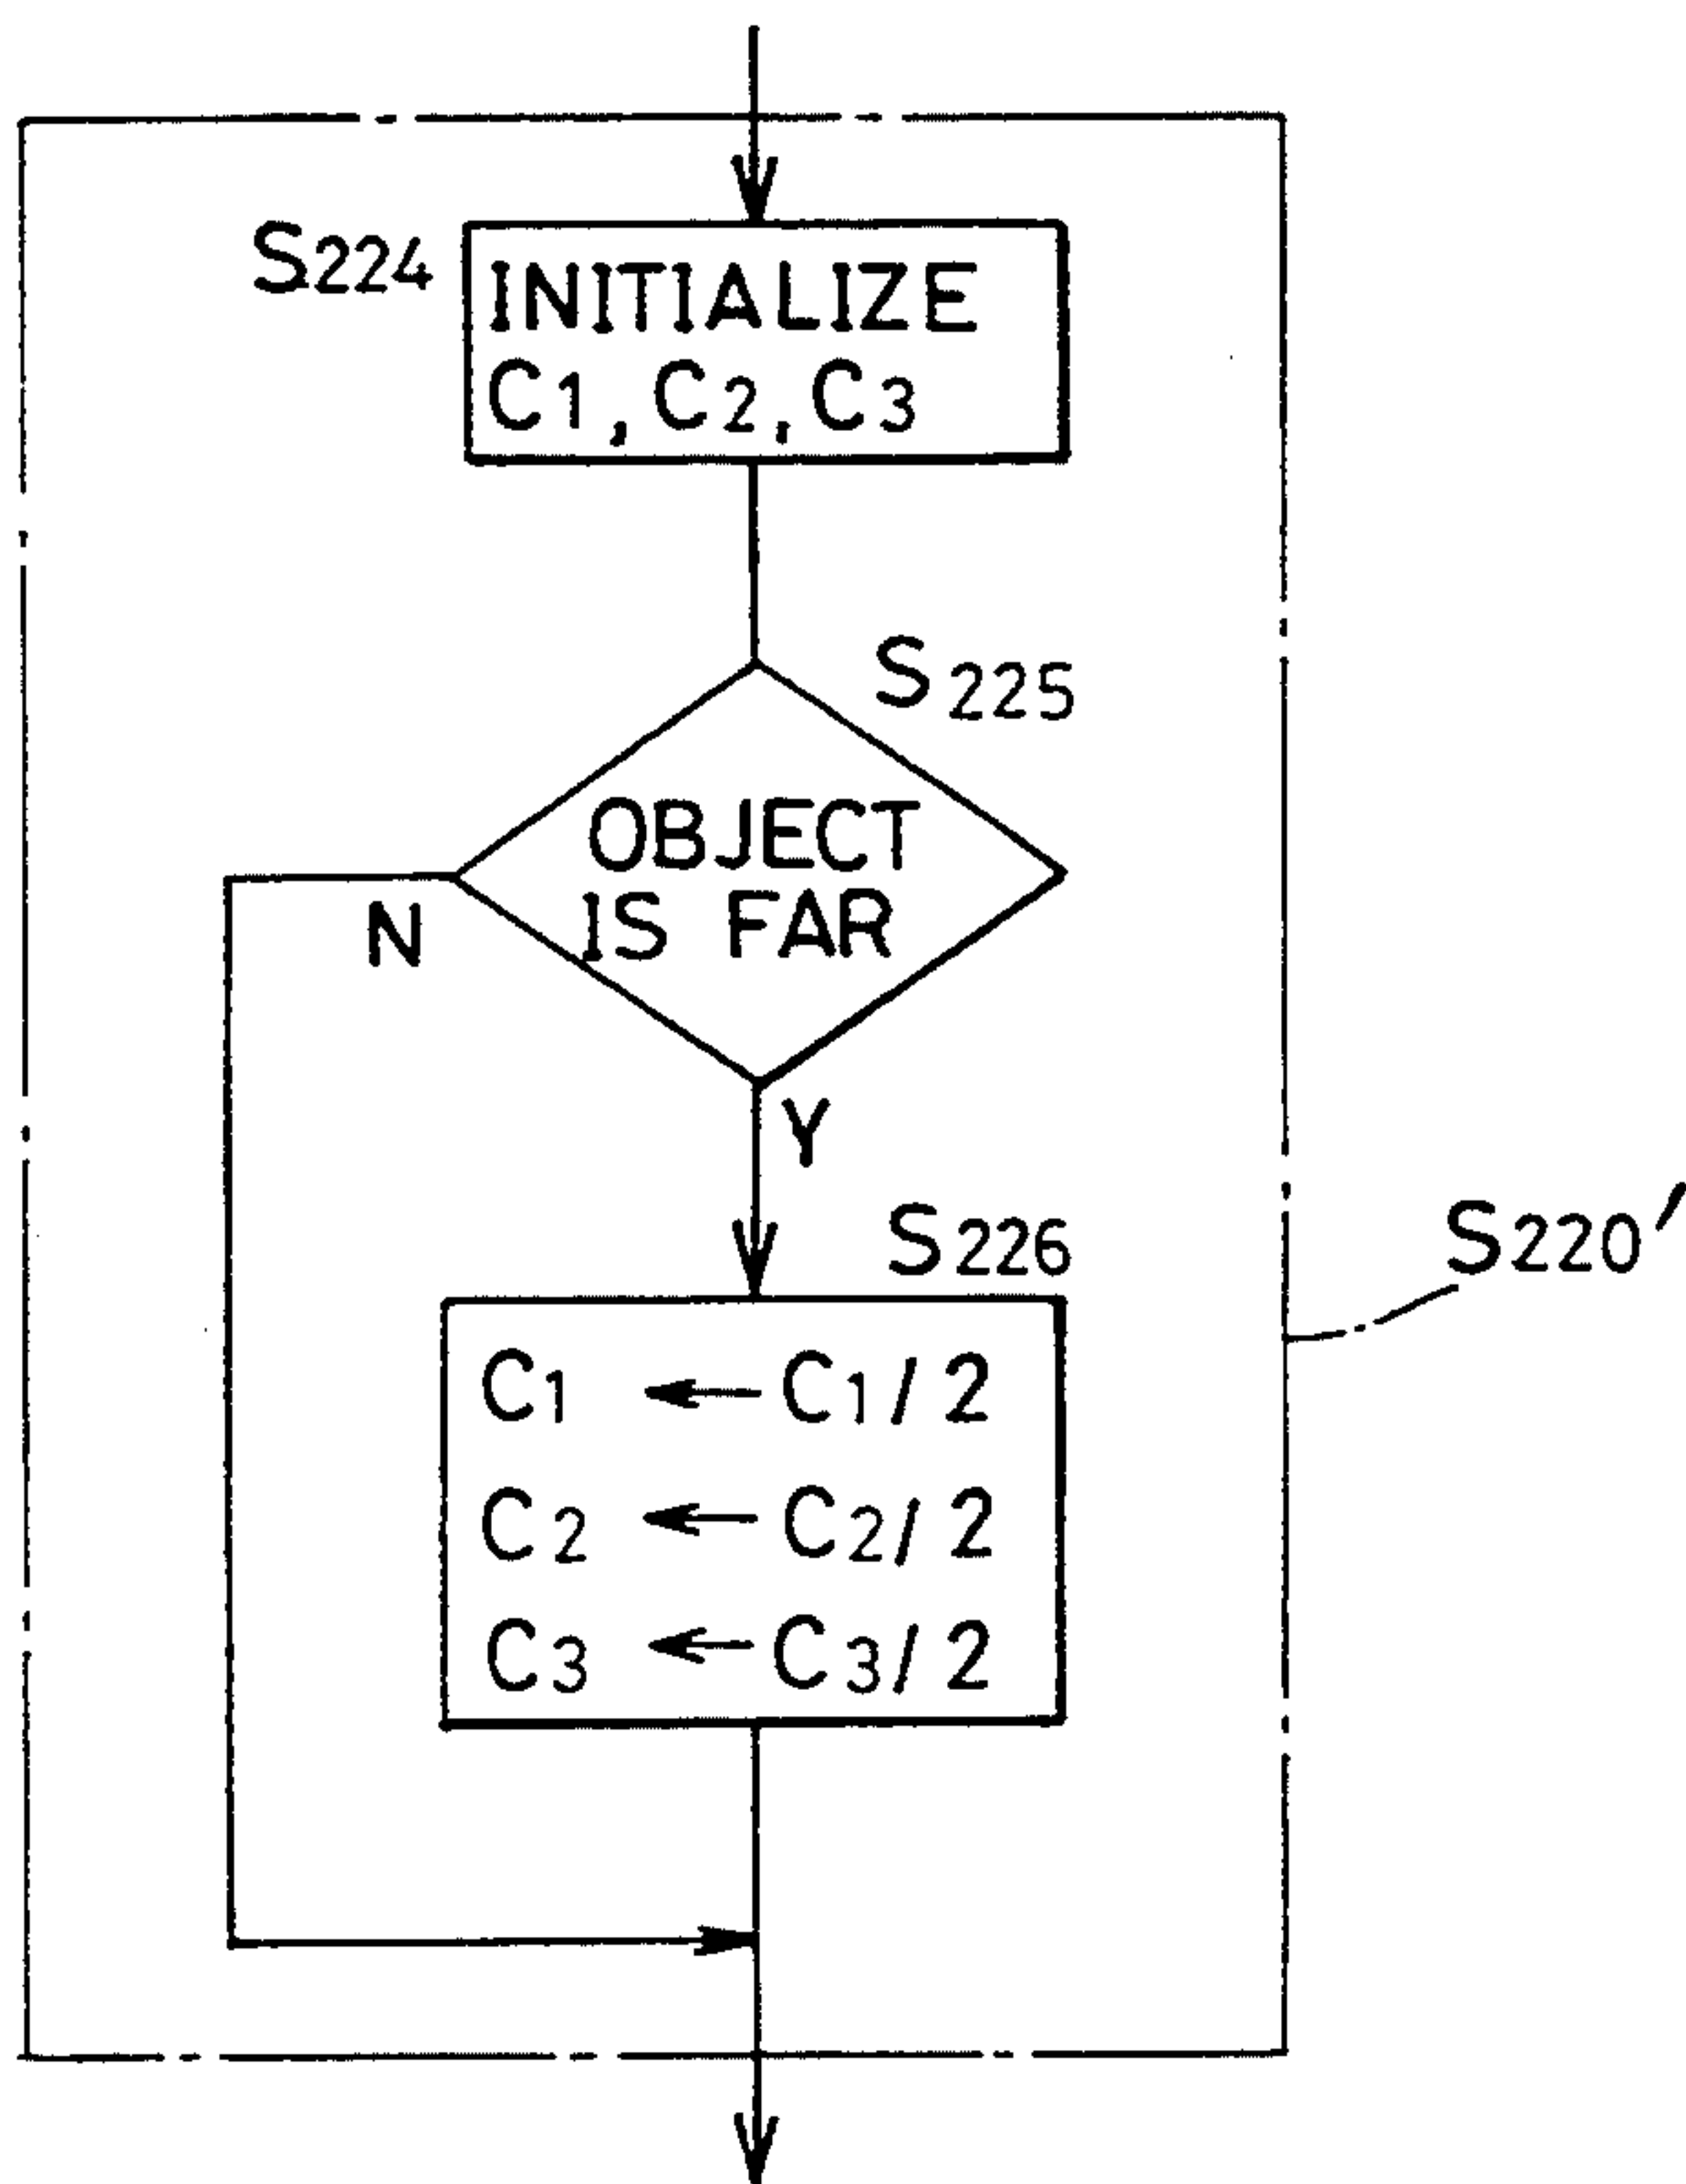 S224
INITIALIZE
C1, C2, C3
S225
OBJECT
IS FAR
N
Y
S226
S220'
C1 ← C1/2
C2 ← C2/2
C3 ← C3/2